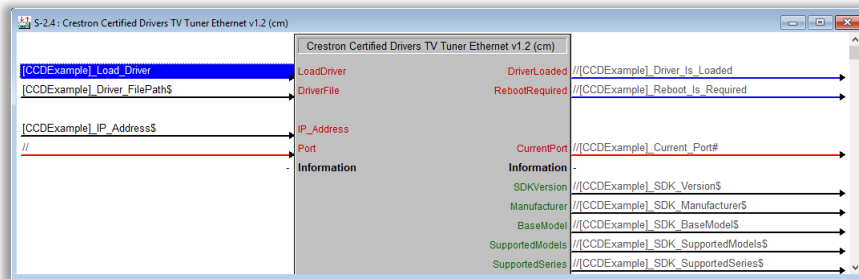 S-2.4 : Crestron Certified Drivers TV Tuner Ethernet v1.2 (cm)
Crestron Certified Drivers TV Tuner Ethernet v1.2 (cm)
[CCDExample]_Load_Driver LoadDriver DriverLoaded //[CCDExample]_Driver_Is_Loaded
[CCDExample]_Driver_FilePath$ DriverFile RebootRequired //[CCDExample]_Reboot_Is_Required
[CCDExample]_IP_Address$ IP_Address
// Port CurrentPort //[CCDExample]_Current_Port#
- Information Information -
SDKVersion //[CCDExample]_SDK_Version$
Manufacturer //[CCDExample]_SDK_Manufacturer$
BaseModel //[CCDExample]_SDK_BaseModel$
SupportedModels //[CCDExample]_SDK_SupportedModels$
SupportedSeries //[CCDExample]_SDK_SupportedSeries$